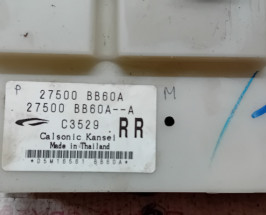 P
27500 BB60A
27500 BB60A--A
C3529
RR
M
Calsonic Kansei
Made in Thailand